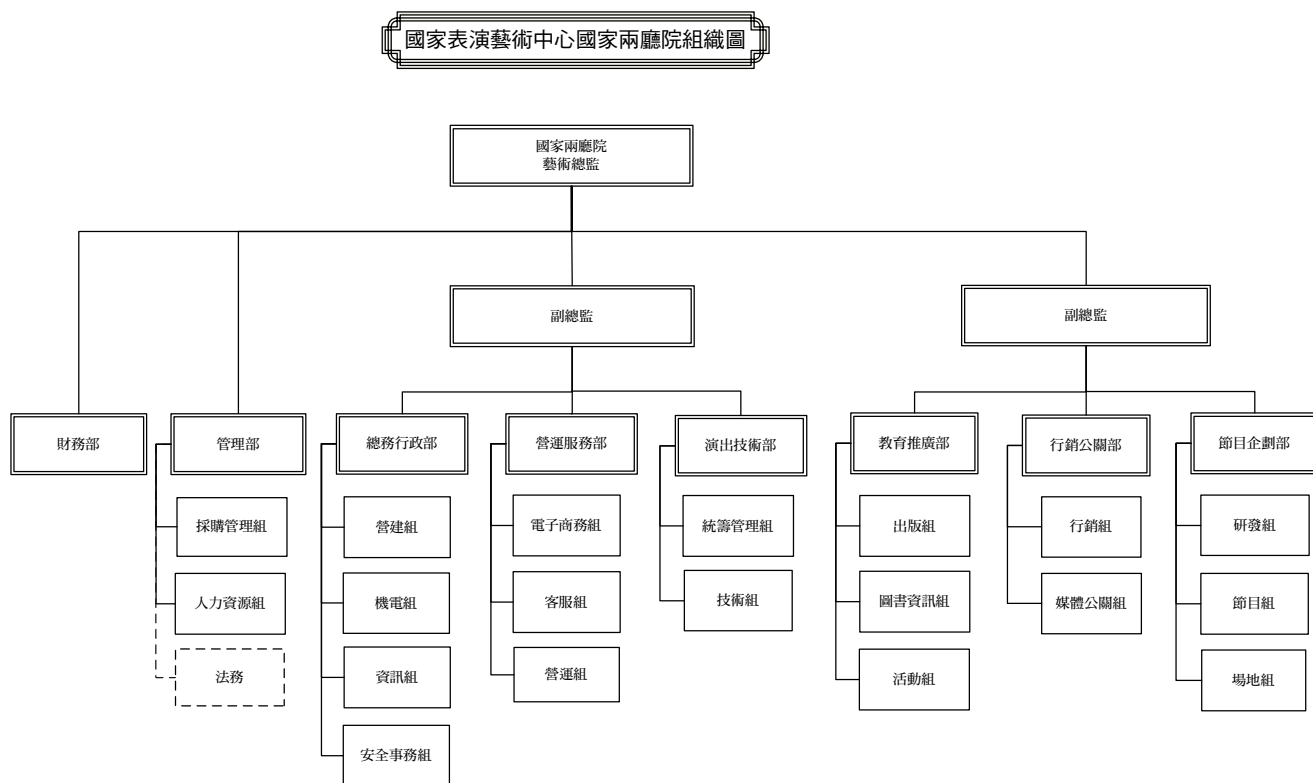 國家表演藝術中心國家兩廳院組織圖
國家兩廳院
藝術總監
副總監
副總監
財務部
管理部
總務行政部
營運服務部
演出技術部
教育推廣部
行銷公關部
節目企劃部
採購管理組
營建組
電子商務組
統籌管理組
出版組
行銷組
研發組
人力資源組
機電組
客服組
技術組
圖書資訊組
媒體公關組
節目組
法務
資訊組
營運組
活動組
場地組
安全事務組